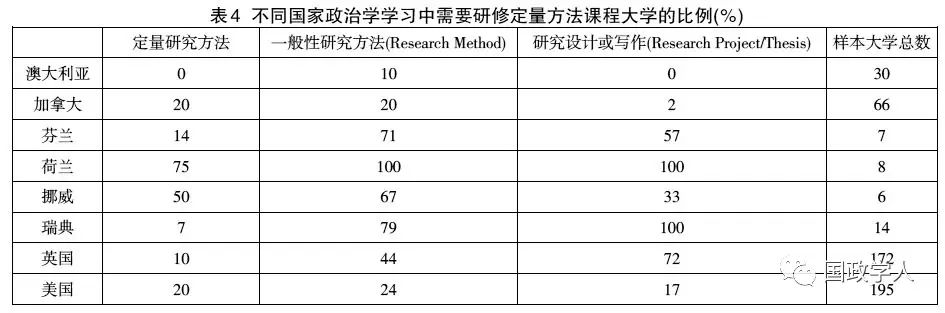 表4 不同国家政治学学习中需要研修定量方法课程大学的比例(%)
定量研究方法 一般性研究方法(Research Method) 研究设计或写作(Research Project/Thesis) 样本大学总数
澳大利亚 0 10 0 30
加拿大 20 20 2 66
芬兰 14 71 57 7
荷兰 75 100 100 8
挪威 50 67 33 6
瑞典 7 79 100 14
英国 10 44 72 172
美国 20 24 17 195
国政学人